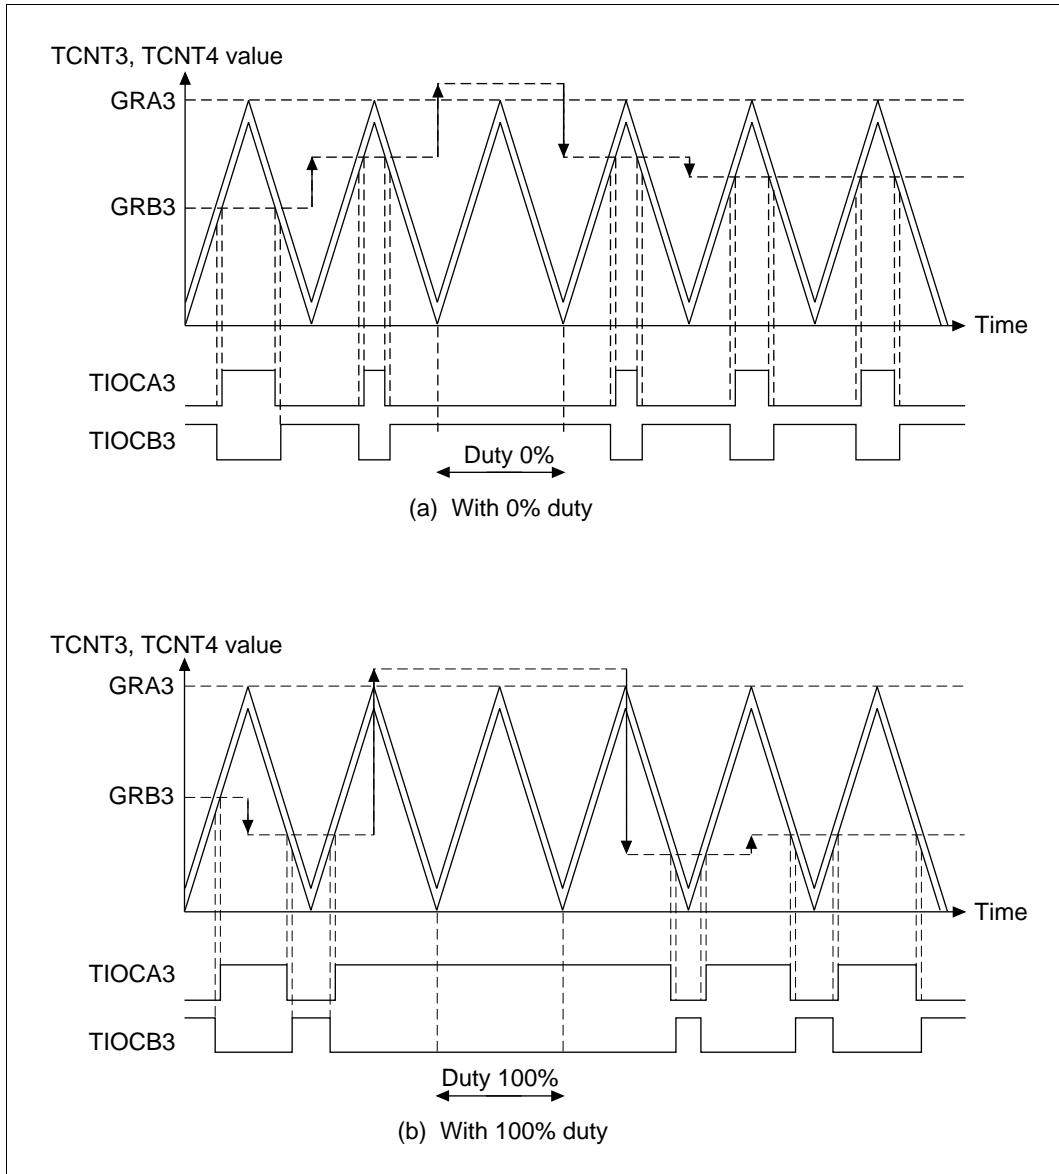 TCNT3, TCNT4 value
GRA3
GRB3
Time
TIOCA3
TIOCB3
Duty 0%
(a) With 0% duty
TCNT3, TCNT4 value
GRA3
GRB3
Time
TIOCA3
TIOCB3
Duty 100%
(b) With 100% duty